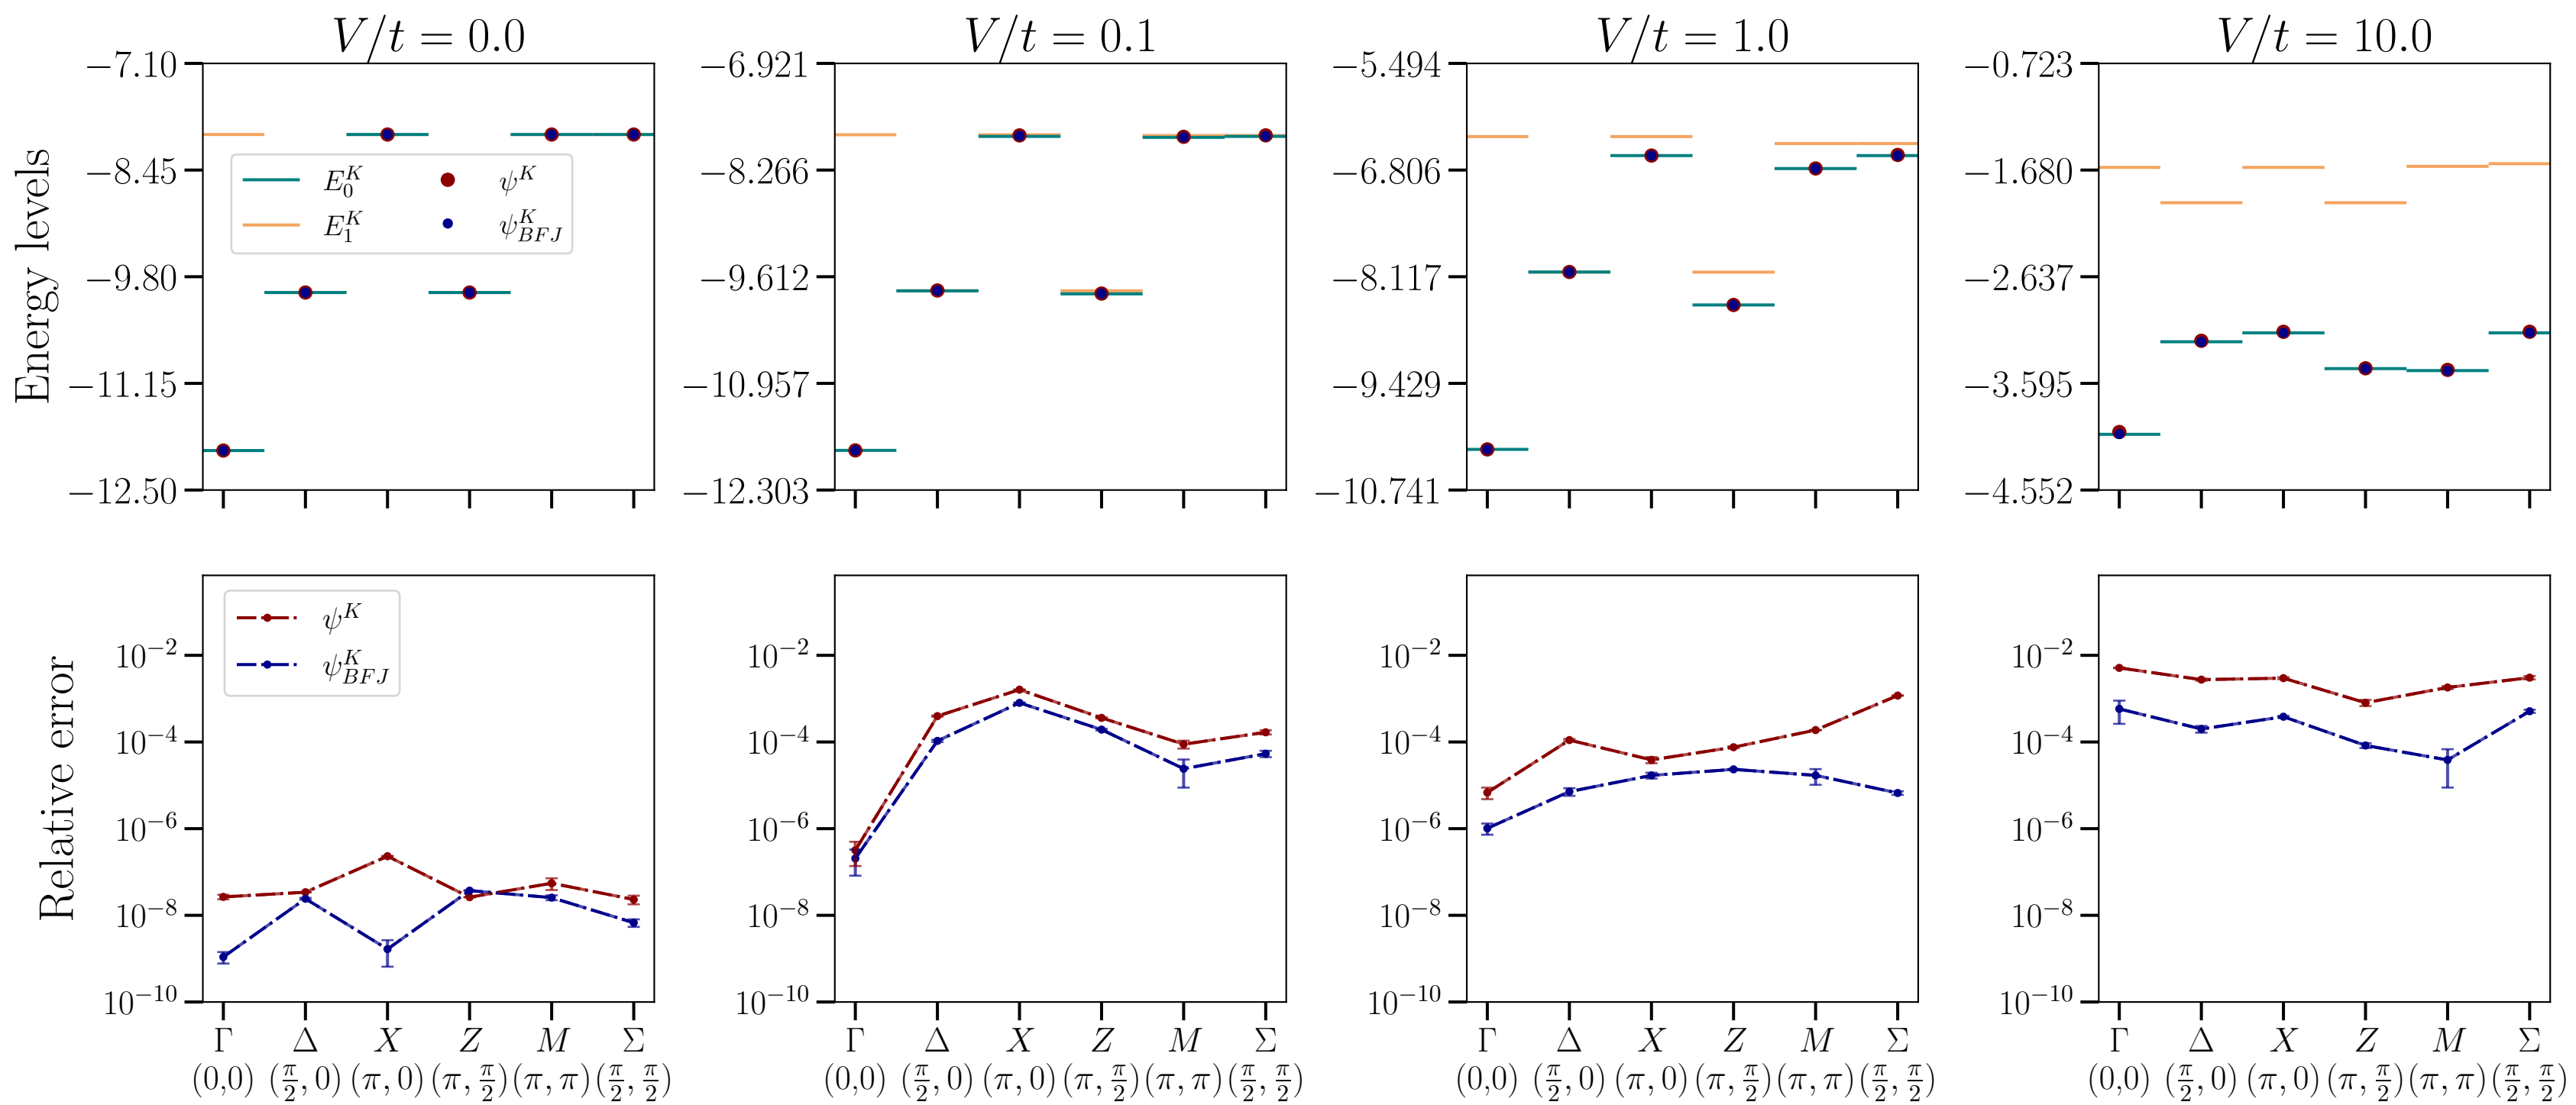 V/t = 0.0
V/t = 0.1
V/t = 1.0
V/t = 10.0
Energy levels
−7.10
−8.45
−9.80
−11.15
−12.50
E_0^K
E_1^K
ψ^K
ψ_{BFJ}^K
−6.921
−8.266
−9.612
−10.957
−12.303
−5.494
−6.806
−8.117
−9.429
−10.741
−0.723
−1.680
−2.637
−3.595
−4.552
Relative error
10^{−2}
10^{−4}
10^{−6}
10^{−8}
10^{−10}
ψ^K
ψ_{BFJ}^K
Γ Δ X Z M Σ
(0,0) (π/2, 0) (π, 0) (π, π/2) (π, π) (π/2, π/2)
10^{−2}
10^{−4}
10^{−6}
10^{−8}
10^{−10}
Γ Δ X Z M Σ
(0,0) (π/2, 0) (π, 0) (π, π/2) (π, π) (π/2, π/2)
10^{−2}
10^{−4}
10^{−6}
10^{−8}
10^{−10}
Γ Δ X Z M Σ
(0,0) (π/2, 0) (π, 0) (π, π/2) (π, π) (π/2, π/2)
10^{−2}
10^{−4}
10^{−6}
10^{−8}
10^{−10}
Γ Δ X Z M Σ
(0,0) (π/2, 0) (π, 0) (π, π/2) (π, π) (π/2, π/2)